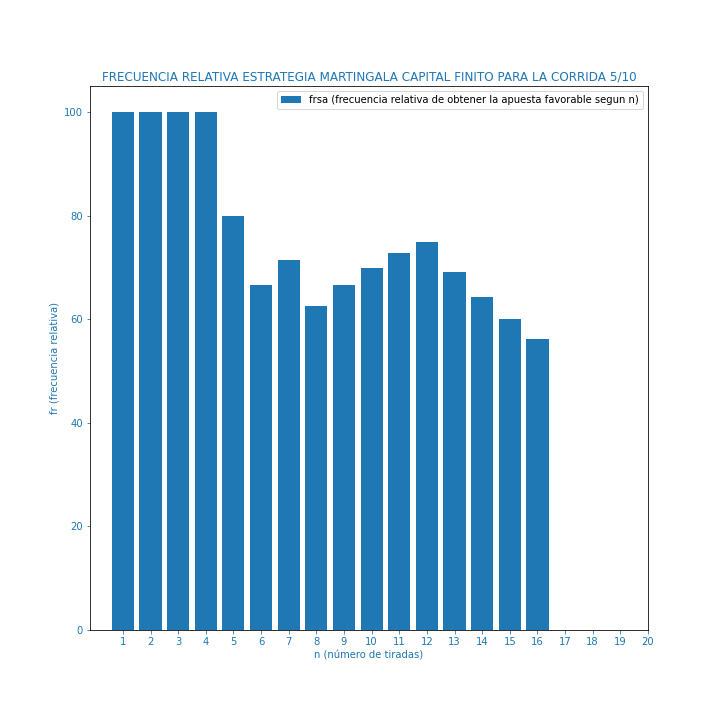 FRECUENCIA RELATIVA ESTRATEGIA MARTINGALA CAPITAL FINITO PARA LA CORRIDA 5/10
frsa (frecuencia relativa de obtener la apuesta favorable segun n)
100
80
60
40
20
0
fr (frecuencia relativa)
1 2 3 4 5 6 7 8 9 10 11 12 13 14 15 16 17 18 19 20
n (número de tiradas)